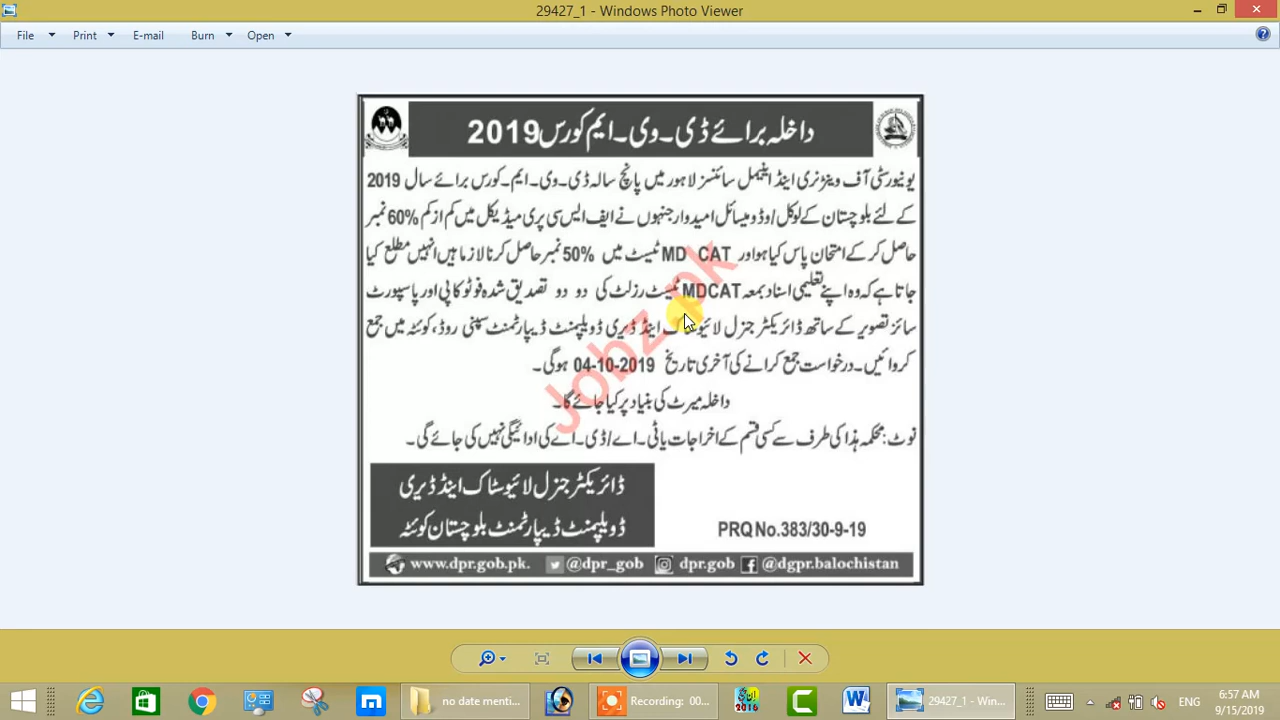 29427_1 - Windows Photo Viewer
File Print E-mail Burn Open
داخلہ برائے ڈی۔وی۔ایم کورس 2019
یونیورسٹی آف ویٹرنری اینڈ اینیمل سائنسز لاہور میں پانچ سالہ ڈی۔وی۔ایم۔کورس برائے سال 2019
کے لئے بلوچستان کے لوکل/ڈومیسائل امیدوار جنہوں نے ایف ایس سی پری میڈیکل میں کم از کم 60% نمبر
حاصل کر کے امتحان پاس کیا ہو اور MD CAT ٹیسٹ میں 50% نمبر حاصل کرنا لازما ہیں انہیں مطلع کیا
جاتا ہے کہ وہ اپنے تعلیمی اسناد بمعہ MDCAT ٹیسٹ رزلٹ کی دو دو تصدیق شدہ فوٹو کاپی اور پاسپورٹ
سائز تصویر کے ساتھ ڈائریکٹر جنرل لائیوسٹاک اینڈ ڈیری ڈویلپمنٹ ڈیپارٹمنٹ سپنی روڈ، کوئٹہ میں جمع
کروائیں۔ درخواست جمع کرانے کی آخری تاریخ 04-10-2019 ہوگی۔
داخلہ میرٹ کی بنیاد پر کیا جائے گا۔
نوٹ: محکمہ ہذا کی طرف سے کسی قسم کے اخراجات یا ٹی۔اے/ڈی۔اے کی ادائیگی نہیں کی جائے گی۔
Jobz.pk
ڈائریکٹر جنرل لائیوسٹاک اینڈ ڈیری
ڈویلپمنٹ ڈیپارٹمنٹ بلوچستان کوئٹہ
PRQ No.383/30-9-19
www.dpr.gob.pk. @dpr_gob dpr.gob @dgpr.balochistan
no date menti... Recording: 00... 2016 29427_1 - Win... ENG 6:57 AM
9/15/2019